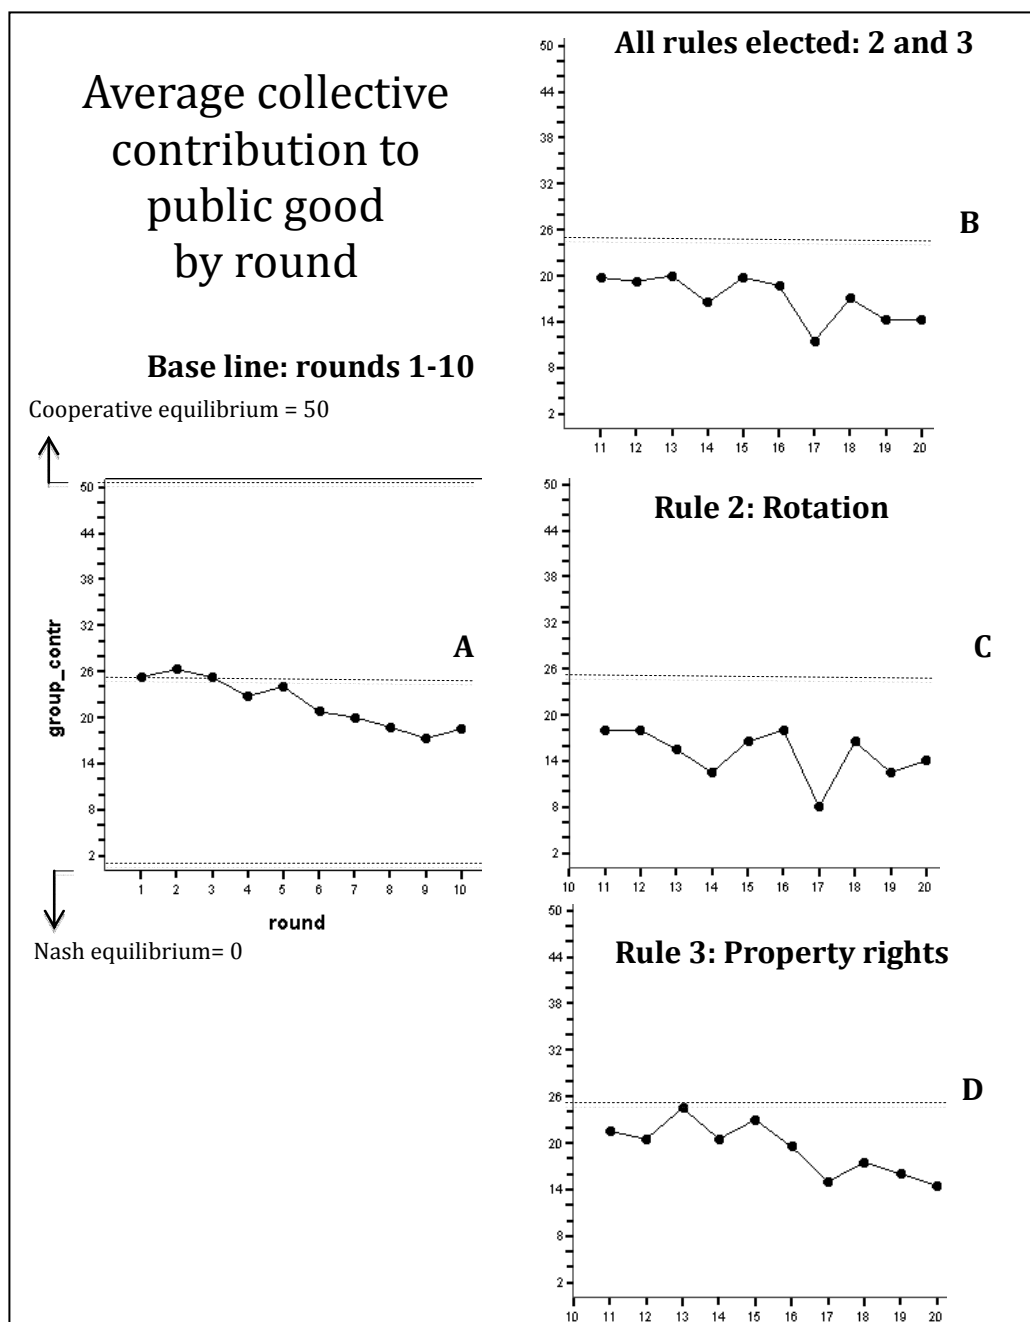 Average collective
contribution to
public good
by round
Base line: rounds 1-10
Cooperative equilibrium = 50
50
44
38
32
26
20
14
8
2
group_contr
A
1 2 3 4 5 6 7 8 9 10
round
Nash equilibrium= 0
All rules elected: 2 and 3
50
44
38
32
26
20
14
8
2
B
11 12 13 14 15 16 17 18 19 20
Rule 2: Rotation
50
44
38
32
26
20
14
8
2
C
10 11 12 13 14 15 16 17 18 19 20
Rule 3: Property rights
50
44
38
32
26
20
14
8
2
D
10 11 12 13 14 15 16 17 18 19 20